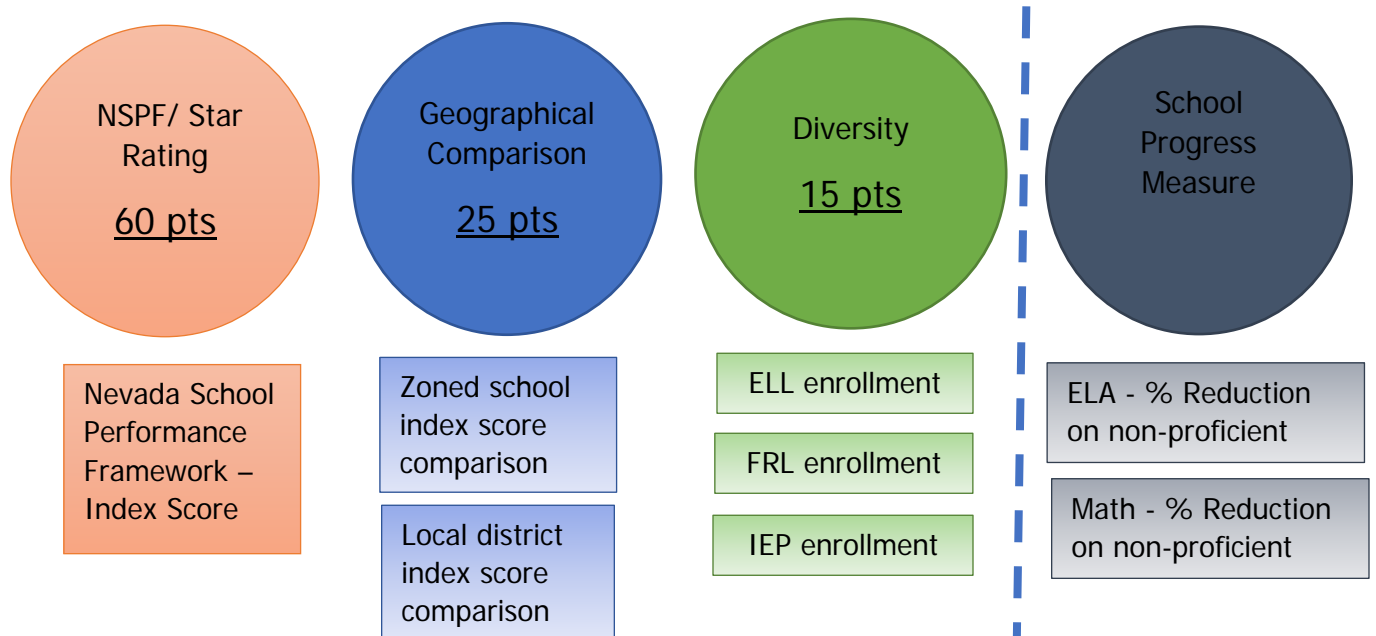 NSPF/ Star
Rating
60 pts
Geographical
Comparison
25 pts
Diversity
15 pts
School
Progress
Measure
Nevada School
Performance
Framework –
Index Score
Zoned school
index score
comparison
Local district
index score
comparison
ELL enrollment
FRL enrollment
IEP enrollment
ELA - % Reduction
on non-proficient
Math - % Reduction
on non-proficient